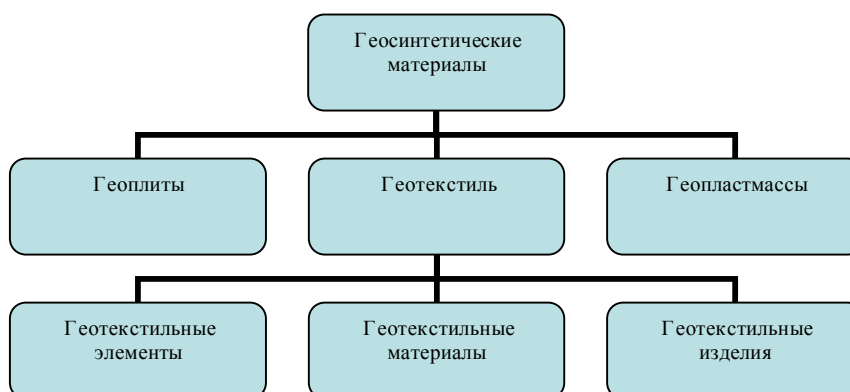 Геосинтетические
материалы
Геоплиты
Геотекстиль
Геопластмассы
Геотекстильные
элементы
Геотекстильные
материалы
Геотекстильные
изделия